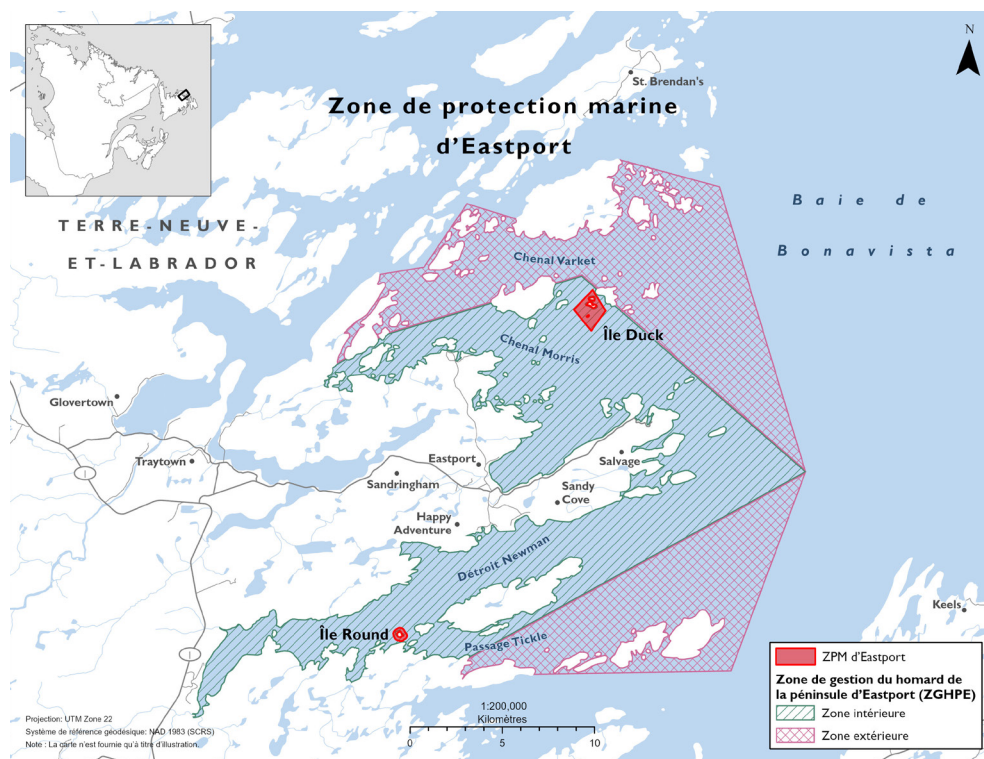 N
St. Brendan's
Zone de protection marine
d'Eastport
Baie de
Bonavista
TERRE-NEUVE-
ET-LABRADOR
Chenal Varket
Île Duck
Chenal Morris
Glovertown
Traytown
1
Eastport
Sandringham
Salvage
Sandy
Cove
Happy
Adventure
Détroit Newman
Île Round
Passage Tickle
1
Keels
ZPM d'Eastport
Zone de gestion du homard de
la péninsule d'Eastport (ZGHPE)
Zone intérieure
Zone extérieure
1:200,000
Kilomètres
0 5 10
Projection: UTM Zone 22
Système de référence géodésique: NAD 1983 (SCRS)
Note : La carte n'est fournie qu'à titre d'illustration.